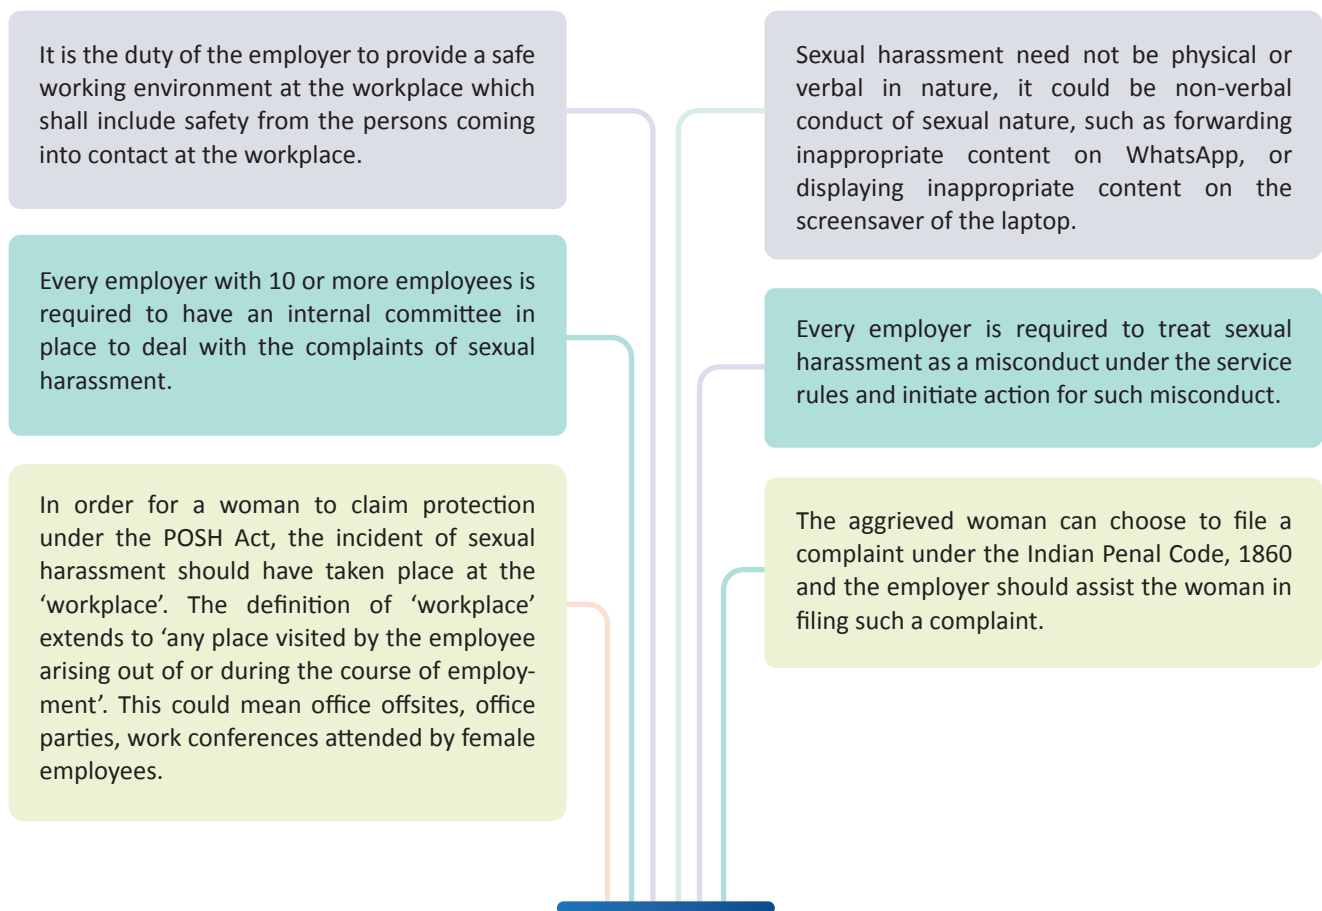 It is the duty of the employer to provide a safe
working environment at the workplace which
shall include safety from the persons coming
into contact at the workplace.
Every employer with 10 or more employees is
required to have an internal committee in
place to deal with the complaints of sexual
harassment.
In order for a woman to claim protection
under the POSH Act, the incident of sexual
harassment should have taken place at the
‘workplace’. The definition of ‘workplace’
extends to ‘any place visited by the employee
arising out of or during the course of employ-
ment’. This could mean office offsites, office
parties, work conferences attended by female
employees.
Sexual harassment need not be physical or
verbal in nature, it could be non-verbal
conduct of sexual nature, such as forwarding
inappropriate content on WhatsApp, or
displaying inappropriate content on the
screensaver of the laptop.
Every employer is required to treat sexual
harassment as a misconduct under the service
rules and initiate action for such misconduct.
The aggrieved woman can choose to file a
complaint under the Indian Penal Code, 1860
and the employer should assist the woman in
filing such a complaint.